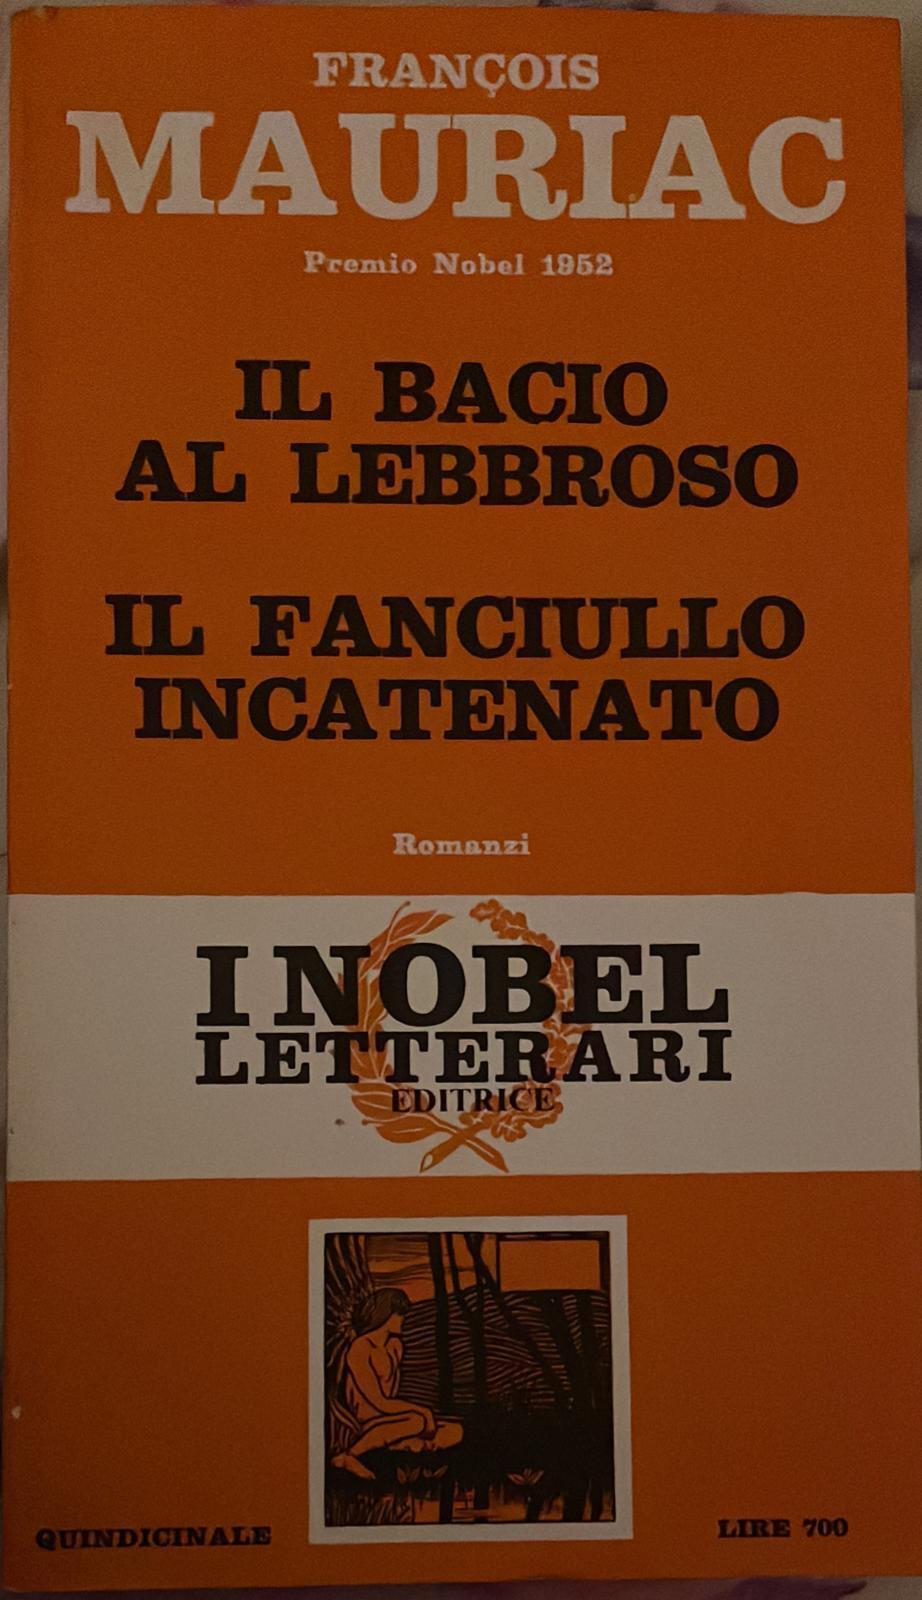 FRANÇOIS
MAURIAC
Premio Nobel 1952
IL BACIO
AL LEBBROSO
IL FANCIULLO
INCATENATO
Romanzi
I NOBEL
LETTERARI
EDITRICE
QUINDICINALE
LIRE 700